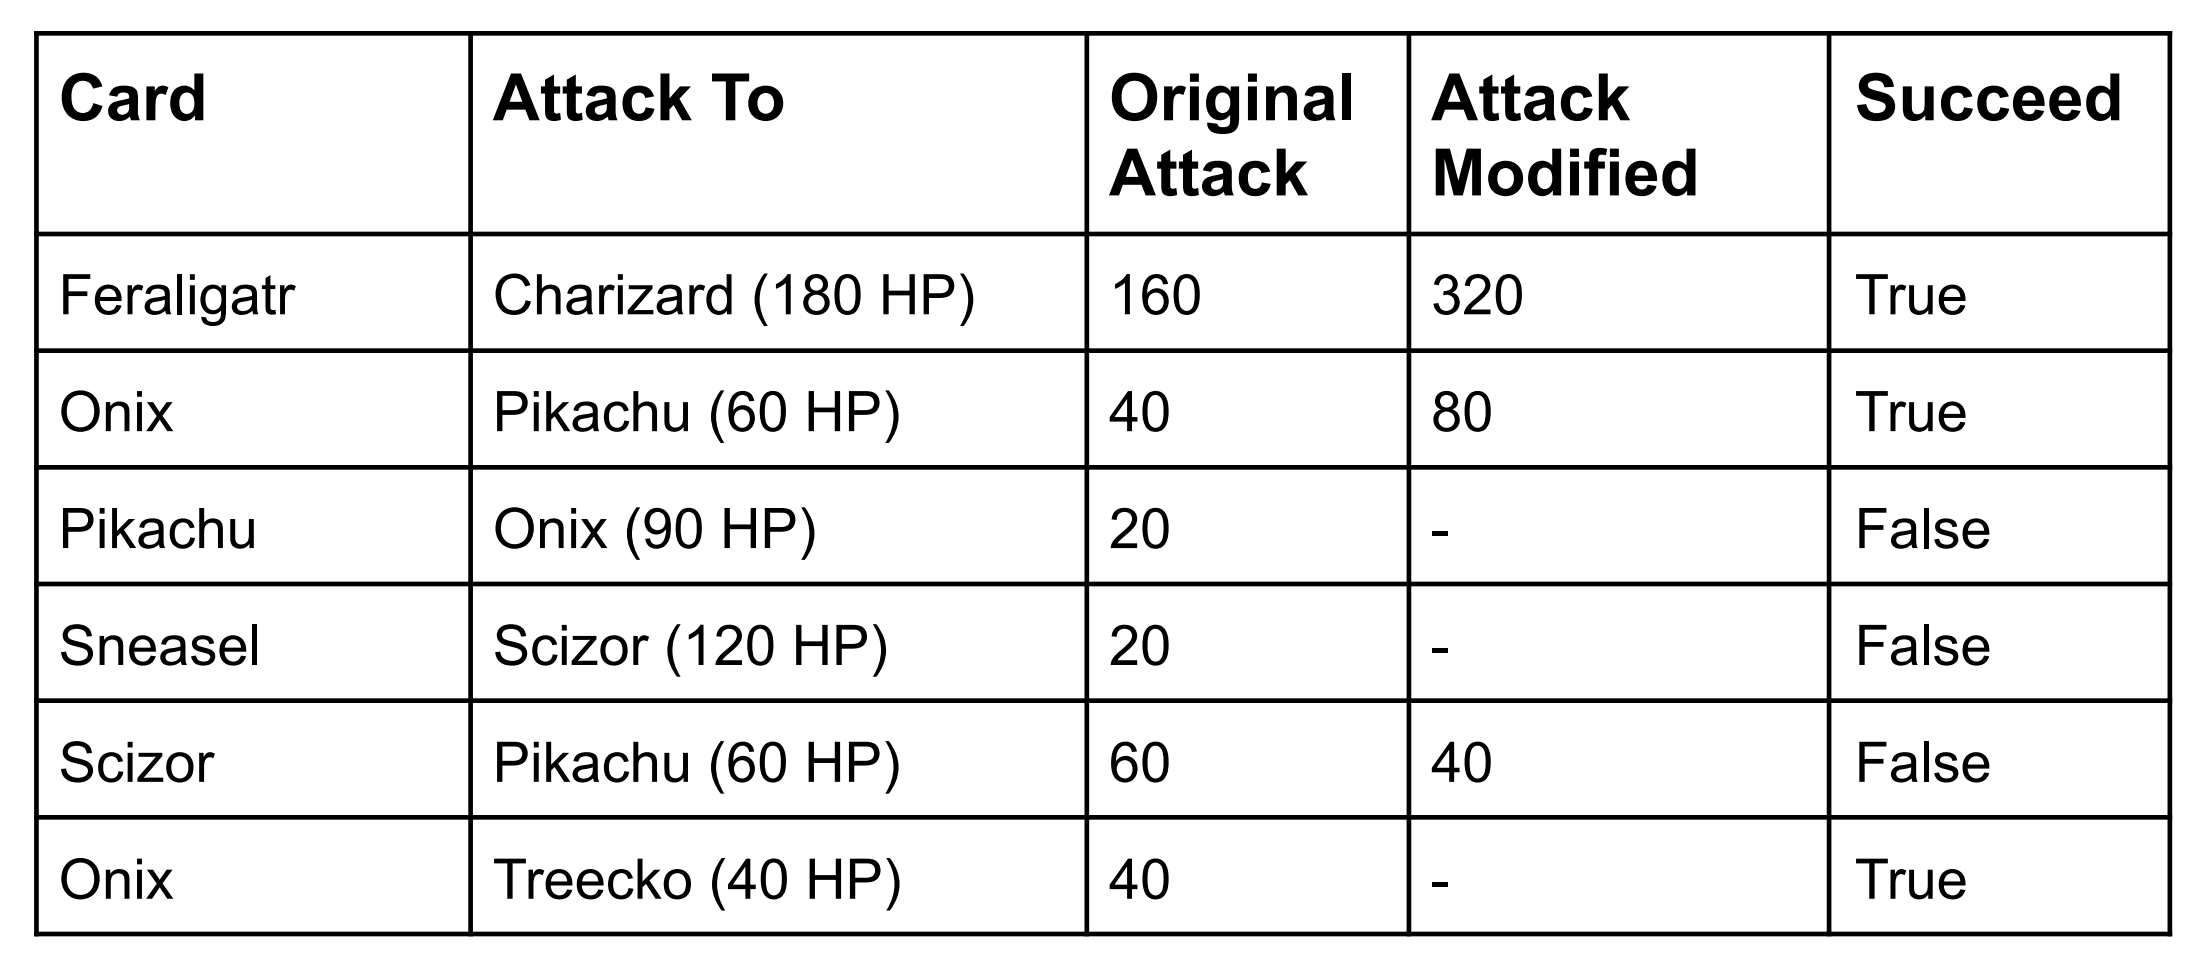 Card Attack To Original Attack Attack Modified Succeed
Feraligatr Charizard (180 HP) 160 320 True
Onix Pikachu (60 HP) 40 80 True
Pikachu Onix (90 HP) 20 - False
Sneasel Scizor (120 HP) 20 - False
Scizor Pikachu (60 HP) 60 40 False
Onix Treecko (40 HP) 40 - True